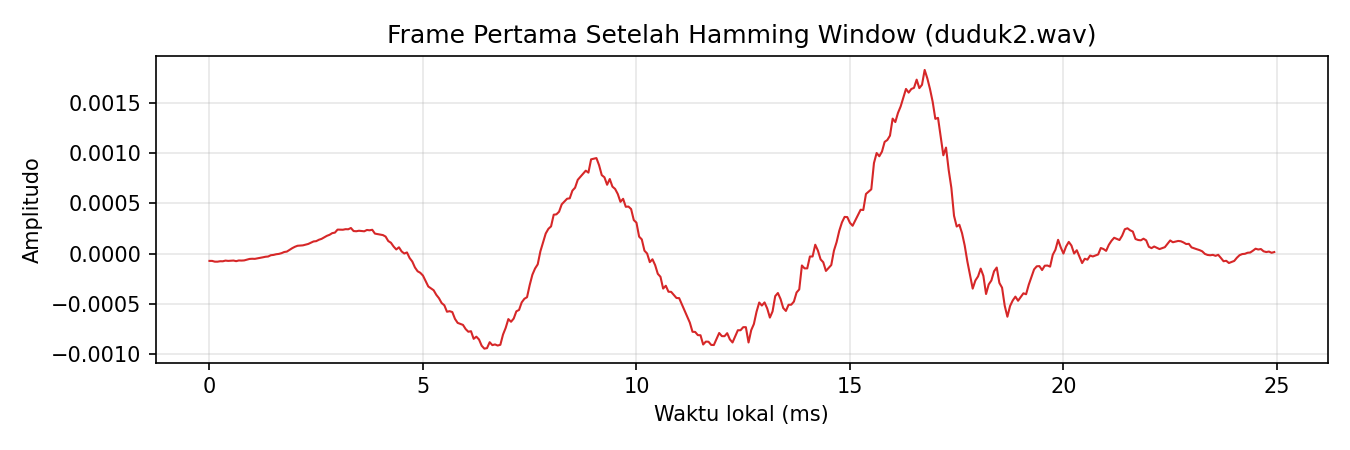 Frame Pertama Setelah Hamming Window (duduk2.wav)
Amplitudo
0.0015
0.0010
0.0005
0.0000
−0.0005
−0.0010
0 5 10 15 20 25
Waktu lokal (ms)